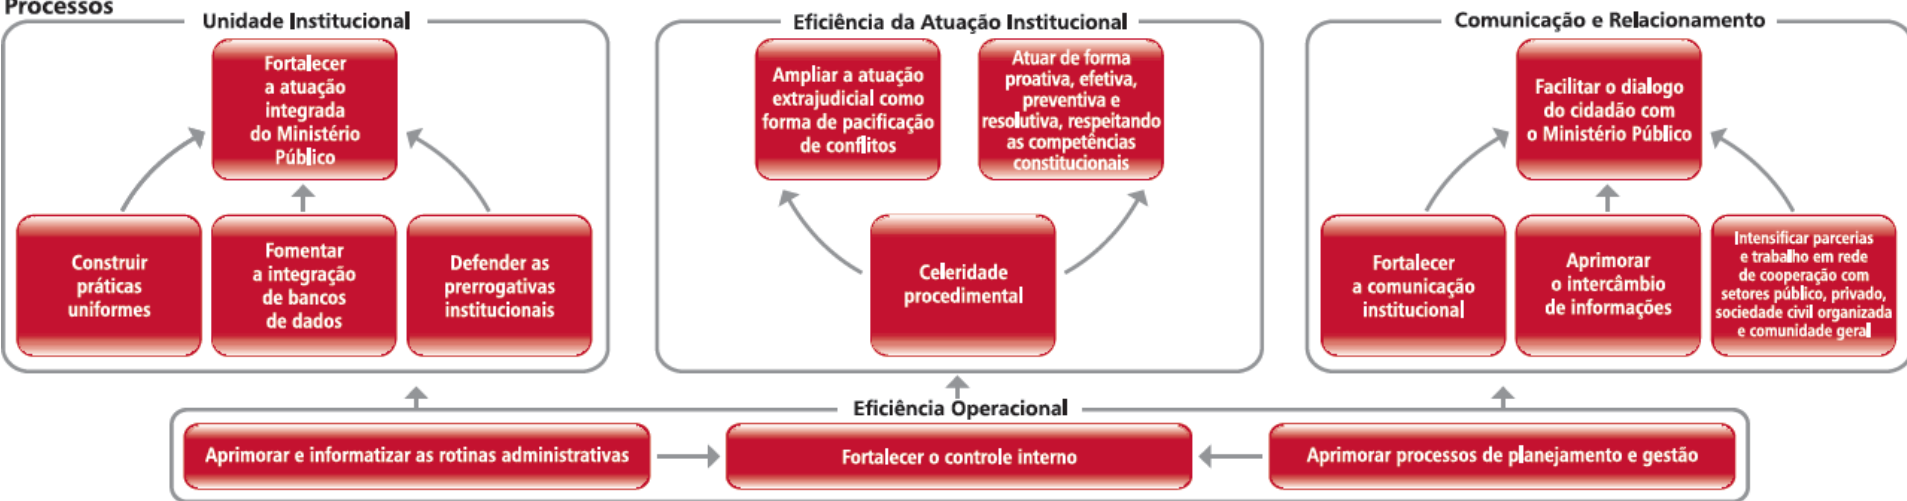 Processos
Unidade Institucional
Fortalecer
a atuação
integrada
do Ministério
Público
Construir
práticas
uniformes
Fomentar
a integração
de bancos
de dados
Defender as
prerrogativas
institucionais
Eficiência da Atuação Institucional
Ampliar a atuação
extrajudicial como
forma de pacificação
de conflitos
Atuar de forma
proativa, efetiva,
preventiva e
resolutiva, respeitando
as competências
constitucionais
Celeridade
procedimental
Comunicação e Relacionamento
Facilitar o dialogo
do cidadão com
o Ministério Público
Fortalecer
a comunicação
institucional
Aprimorar
o intercâmbio
de informações
Intensificar parcerias
e trabalho em rede
de cooperação com
setores público, privado,
sociedade civil organizada
e comunidade geral
Eficiência Operacional
Aprimorar e informatizar as rotinas administrativas
Fortalecer o controle interno
Aprimorar processos de planejamento e gestão